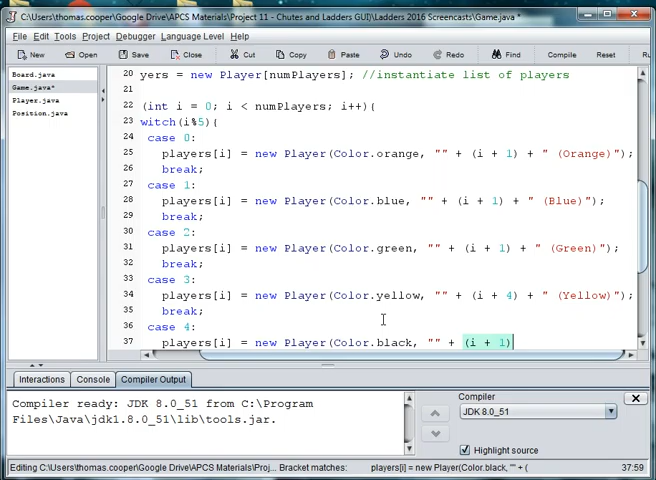 C:\Users\thomas.cooper\Google Drive\APCS Materials\Project 11 - Chutes and Ladders GUI\Ladders 2016 Screencasts\Game.java *
File Edit Tools Project Debugger Language Level Help
New Open Save Close Cut Copy Paste Undo Redo Find Compile Reset Ru
Board.java
Game.java*
Player.java
Position.java
20 yers = new Player[numPlayers]; //instantiate list of players
21
22 (int i = 0; i < numPlayers; i++){
23 witch(i%5){
24 case 0:
25 players[i] = new Player(Color.orange, "" + (i + 1) + " (Orange)");
26 break;
27 case 1:
28 players[i] = new Player(Color.blue, "" + (i + 1) + " (Blue)");
29 break;
30 case 2:
31 players[i] = new Player(Color.green, "" + (i + 1) + " (Green)");
32 break;
33 case 3:
34 players[i] = new Player(Color.yellow, "" + (i + 4) + " (Yellow)");
35 break;
36 case 4:
37 players[i] = new Player(Color.black, "" + (i + 1)
Interactions Console Compiler Output
Compiler ready: JDK 8.0_51 from C:\Program
Files\Java\jdk1.8.0_51\lib\tools.jar.
Compiler
JDK 8.0_51
Highlight source
Editing C:\Users\thomas.cooper\Google Drive\APCS Materials\Proj... Bracket matches: players[i] = new Player(Color.black, "" + ( 37:59